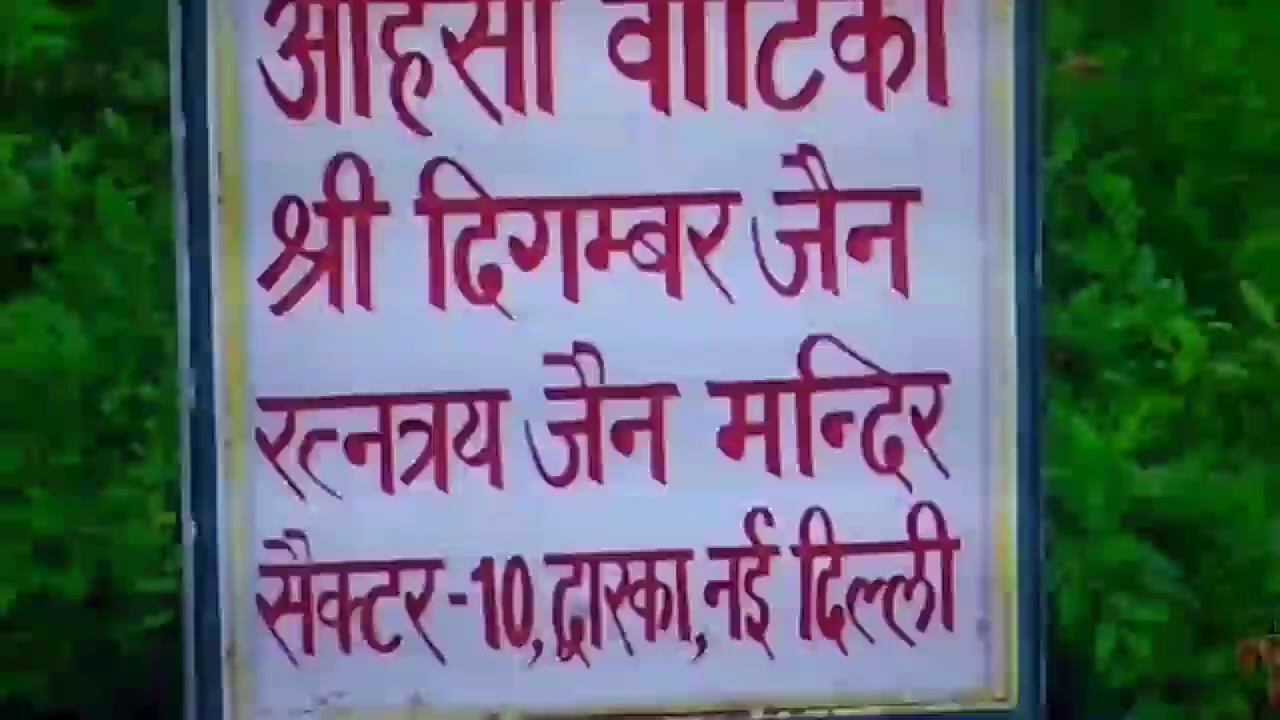 अहिंसा वाटिका
श्री दिगम्बर जैन
रत्नत्रय जैन मन्दिर
सैक्टर -10, द्वारका, नई दिल्ली